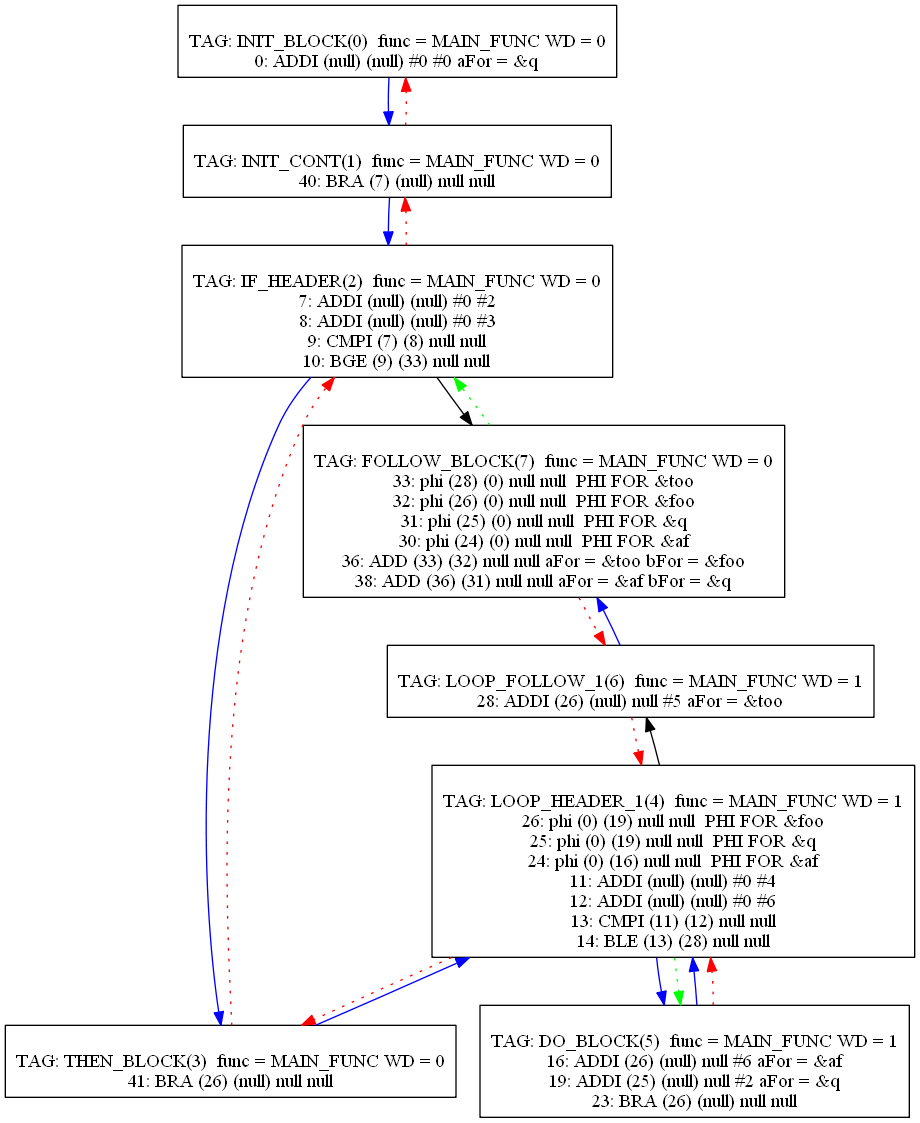 TAG: INIT_BLOCK(0) func = MAIN_FUNC WD = 0
0: ADDI (null) (null) #0 #0 aFor = &q
TAG: INIT_CONT(1) func = MAIN_FUNC WD = 0
40: BRA (7) (null) null null
TAG: IF_HEADER(2) func = MAIN_FUNC WD = 0
7: ADDI (null) (null) #0 #2
8: ADDI (null) (null) #0 #3
9: CMPI (7) (8) null null
10: BGE (9) (33) null null
TAG: FOLLOW_BLOCK(7) func = MAIN_FUNC WD = 0
33: phi (28) (0) null null PHI FOR &too
32: phi (26) (0) null null PHI FOR &foo
31: phi (25) (0) null null PHI FOR &q
30: phi (24) (0) null null PHI FOR &af
36: ADD (33) (32) null null aFor = &too bFor = &foo
38: ADD (36) (31) null null aFor = &af bFor = &q
TAG: LOOP_FOLLOW_1(6) func = MAIN_FUNC WD = 1
28: ADDI (26) (null) null #5 aFor = &too
TAG: LOOP_HEADER_1(4) func = MAIN_FUNC WD = 1
26: phi (0) (19) null null PHI FOR &foo
25: phi (0) (19) null null PHI FOR &q
24: phi (0) (16) null null PHI FOR &af
11: ADDI (null) (null) #0 #4
12: ADDI (null) (null) #0 #6
13: CMPI (11) (12) null null
14: BLE (13) (28) null null
TAG: THEN_BLOCK(3) func = MAIN_FUNC WD = 0
41: BRA (26) (null) null null
TAG: DO_BLOCK(5) func = MAIN_FUNC WD = 1
16: ADDI (26) (null) null #6 aFor = &af
19: ADDI (25) (null) null #2 aFor = &q
23: BRA (26) (null) null null